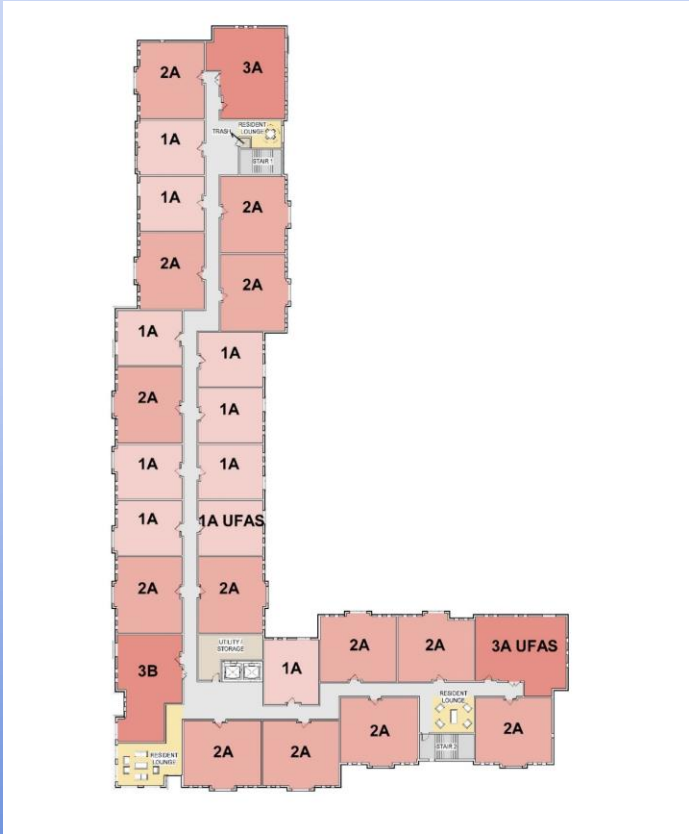 3A
2A
RESIDENT
LOUNGE
TRASH
1A
STAIR 1
1A
2A
2A
2A
1A
1A
2A
1A
1A
1A
1A
1A UFAS
2A
2A
UTILITY /
STORAGE
2A
2A
3A UFAS
3B
1A
RESIDENT
LOUNGE
2A
2A
STAIR 2
2A
2A
RESIDENT
LOUNGE